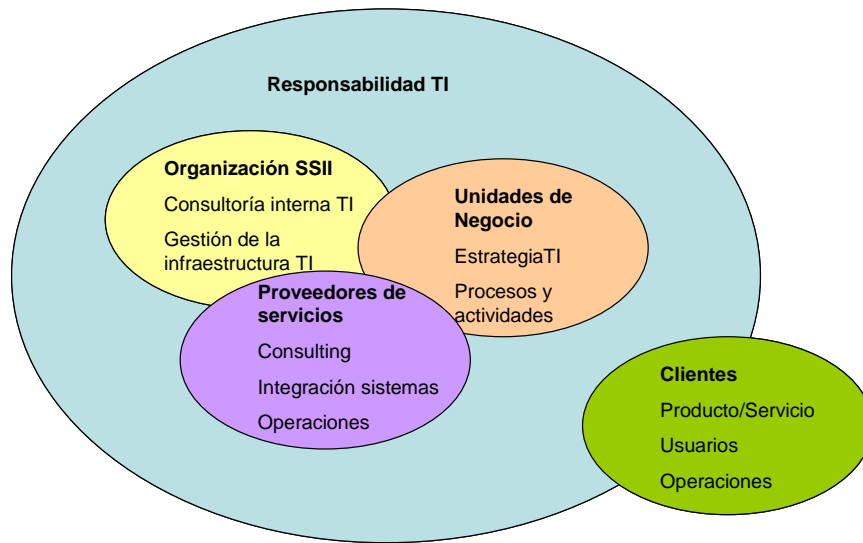 Responsabilidad TI
Organización SSII
Consultoría interna TI
Gestión de la
infraestructura TI
Unidades de
Negocio
EstrategiaTI
Procesos y
actividades
Proveedores de
servicios
Consulting
Integración sistemas
Operaciones
Clientes
Producto/Servicio
Usuarios
Operaciones